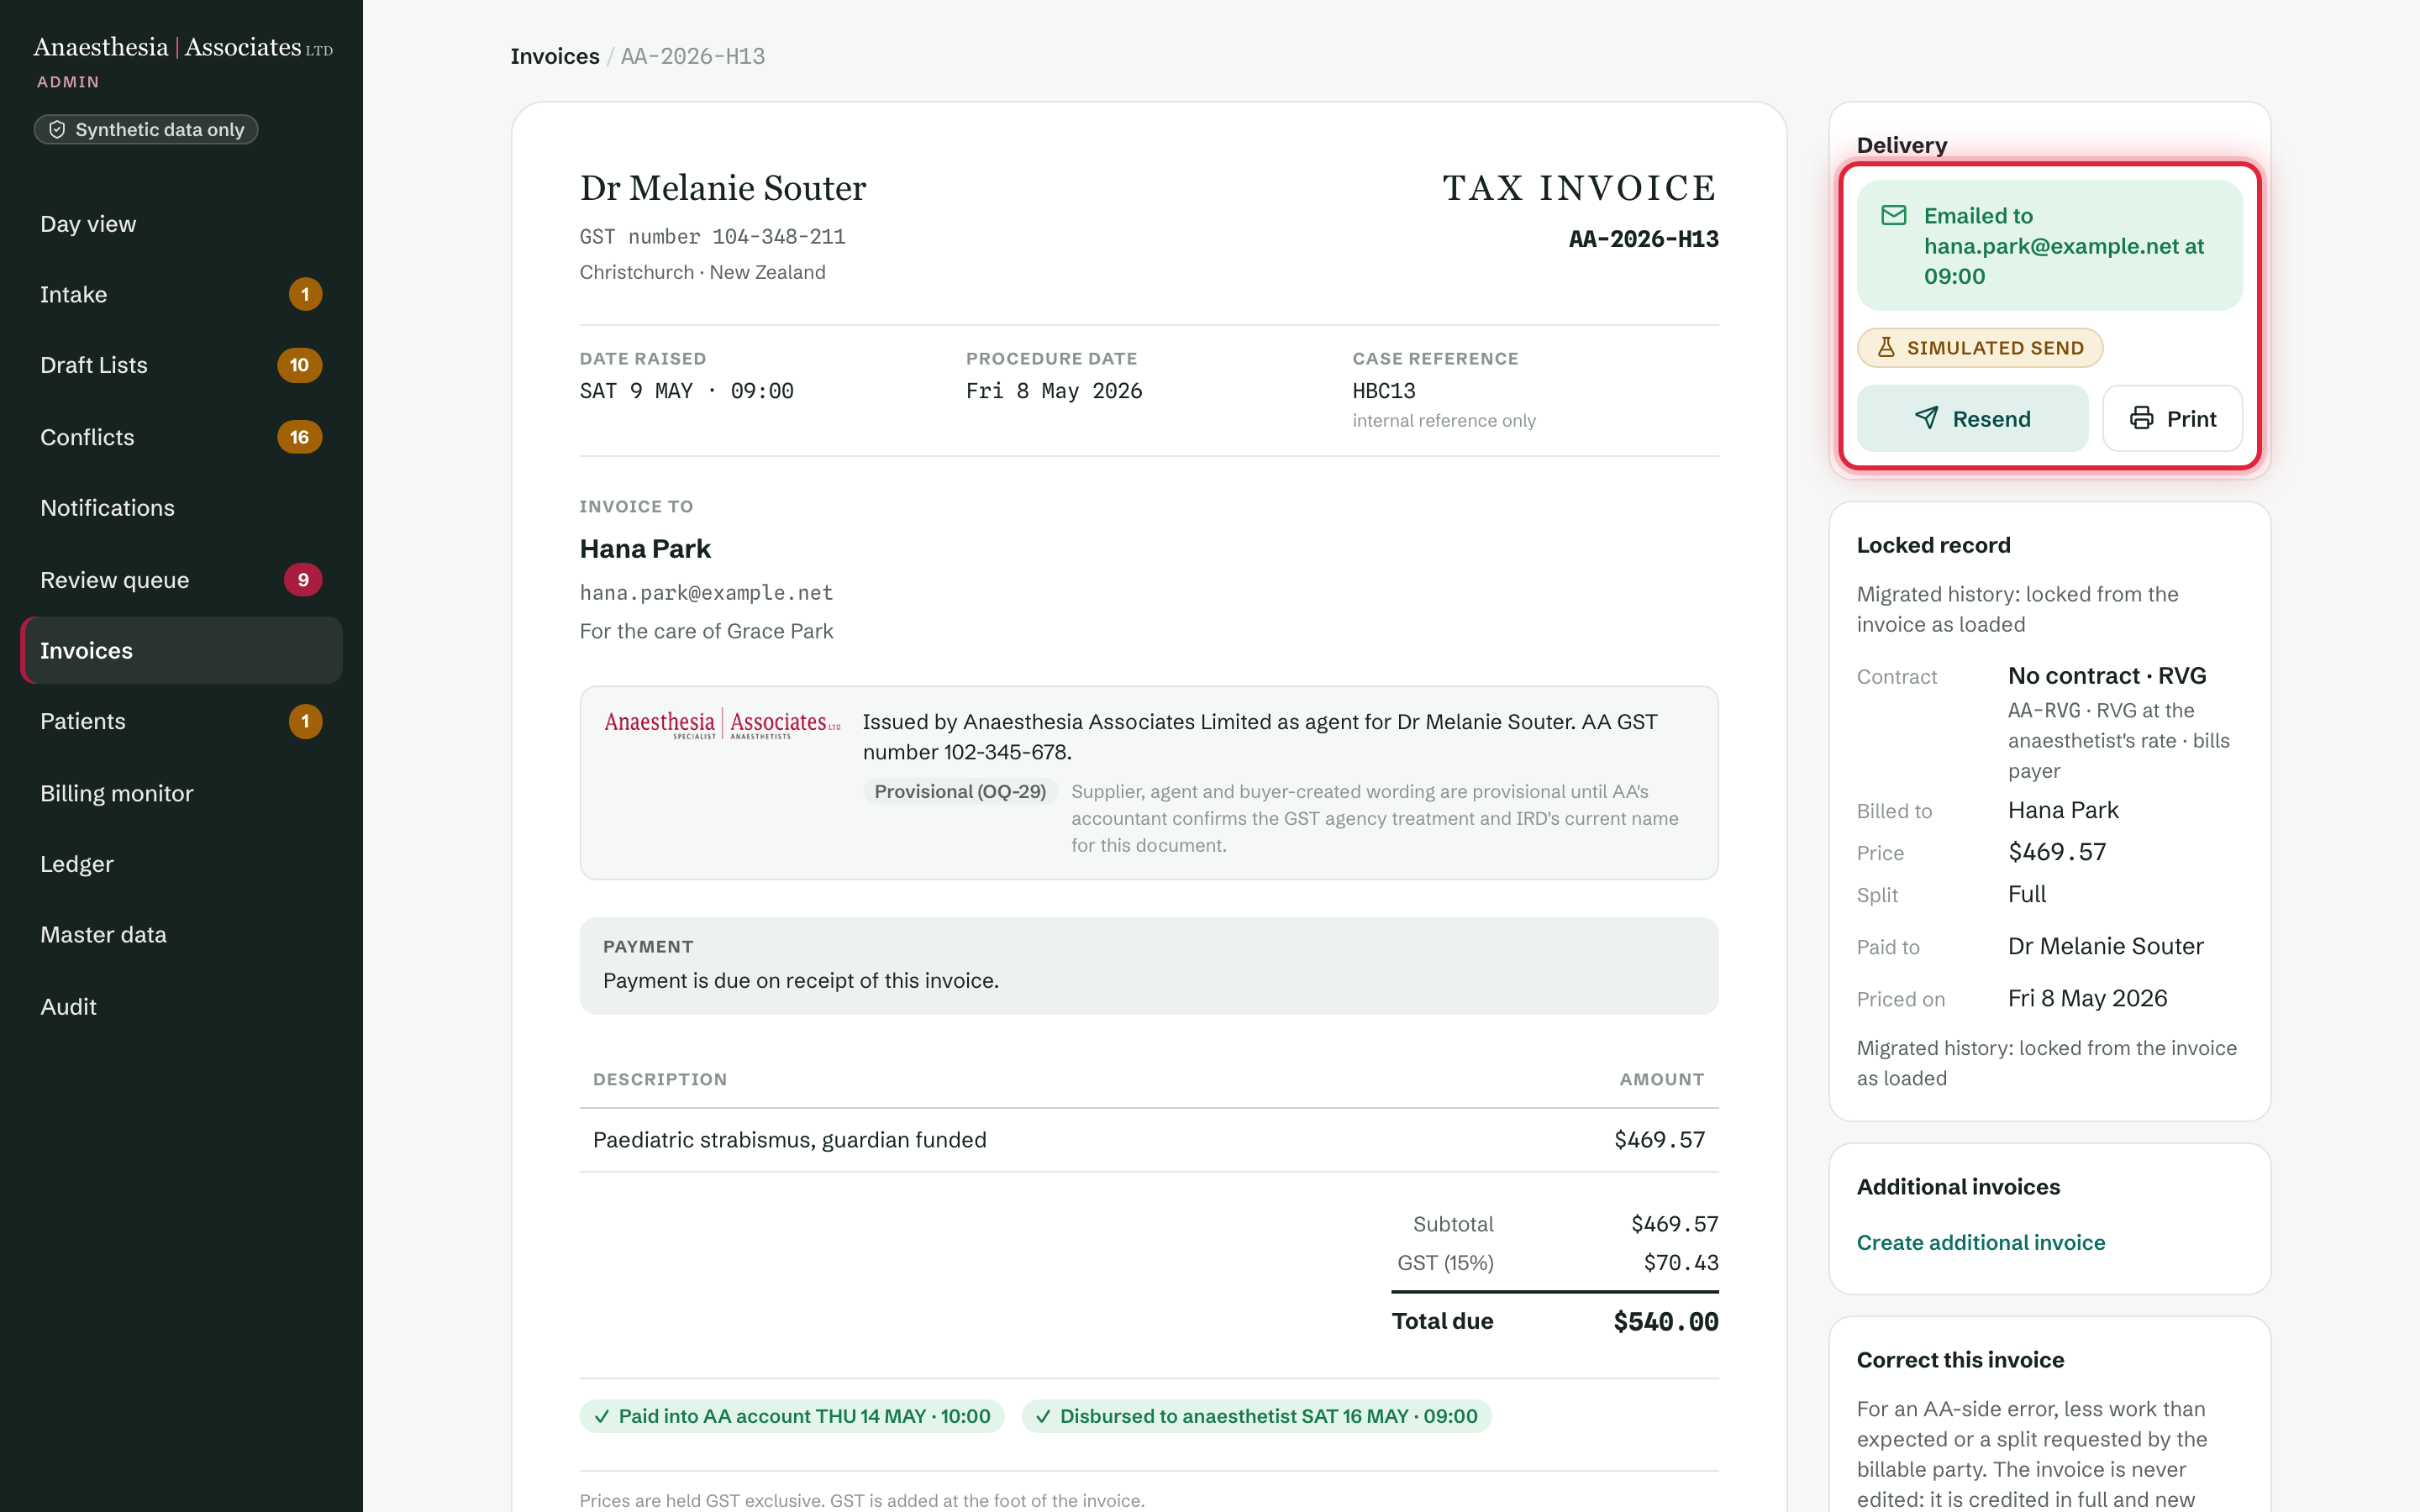 Anaesthesia | Associates LTD
ADMIN
Synthetic data only
Day view
Intake 1
Draft Lists 10
Conflicts 16
Notifications
Review queue 9
Invoices
Patients 1
Billing monitor
Ledger
Master data
Audit
Invoices / AA-2026-H13
Dr Melanie Souter
GST number 104-348-211
Christchurch · New Zealand
TAX INVOICE
AA-2026-H13
DATE RAISED
SAT 9 MAY · 09:00
PROCEDURE DATE
Fri 8 May 2026
CASE REFERENCE
HBC13
internal reference only
INVOICE TO
Hana Park
hana.park@example.net
For the care of Grace Park
Anaesthesia | Associates LTD
SPECIALIST ANAESTHETISTS
Issued by Anaesthesia Associates Limited as agent for Dr Melanie Souter. AA GST
number 102-345-678.
Provisional (OQ-29)
Supplier, agent and buyer-created wording are provisional until AA's
accountant confirms the GST agency treatment and IRD's current name
for this document.
PAYMENT
Payment is due on receipt of this invoice.
DESCRIPTION AMOUNT
Paediatric strabismus, guardian funded $469.57
Subtotal $469.57
GST (15%) $70.43
Total due $540.00
Paid into AA account THU 14 MAY · 10:00
Disbursed to anaesthetist SAT 16 MAY · 09:00
Prices are held GST exclusive. GST is added at the foot of the invoice.
Delivery
Emailed to
hana.park@example.net at
09:00
SIMULATED SEND
Resend
Print
Locked record
Migrated history: locked from the
invoice as loaded
Contract No contract · RVG
AA-RVG · RVG at the
anaesthetist's rate · bills
payer
Billed to Hana Park
Price $469.57
Split Full
Paid to Dr Melanie Souter
Priced on Fri 8 May 2026
Migrated history: locked from the invoice
as loaded
Additional invoices
Create additional invoice
Correct this invoice
For an AA-side error, less work than
expected or a split requested by the
billable party. The invoice is never
edited: it is credited in full and new